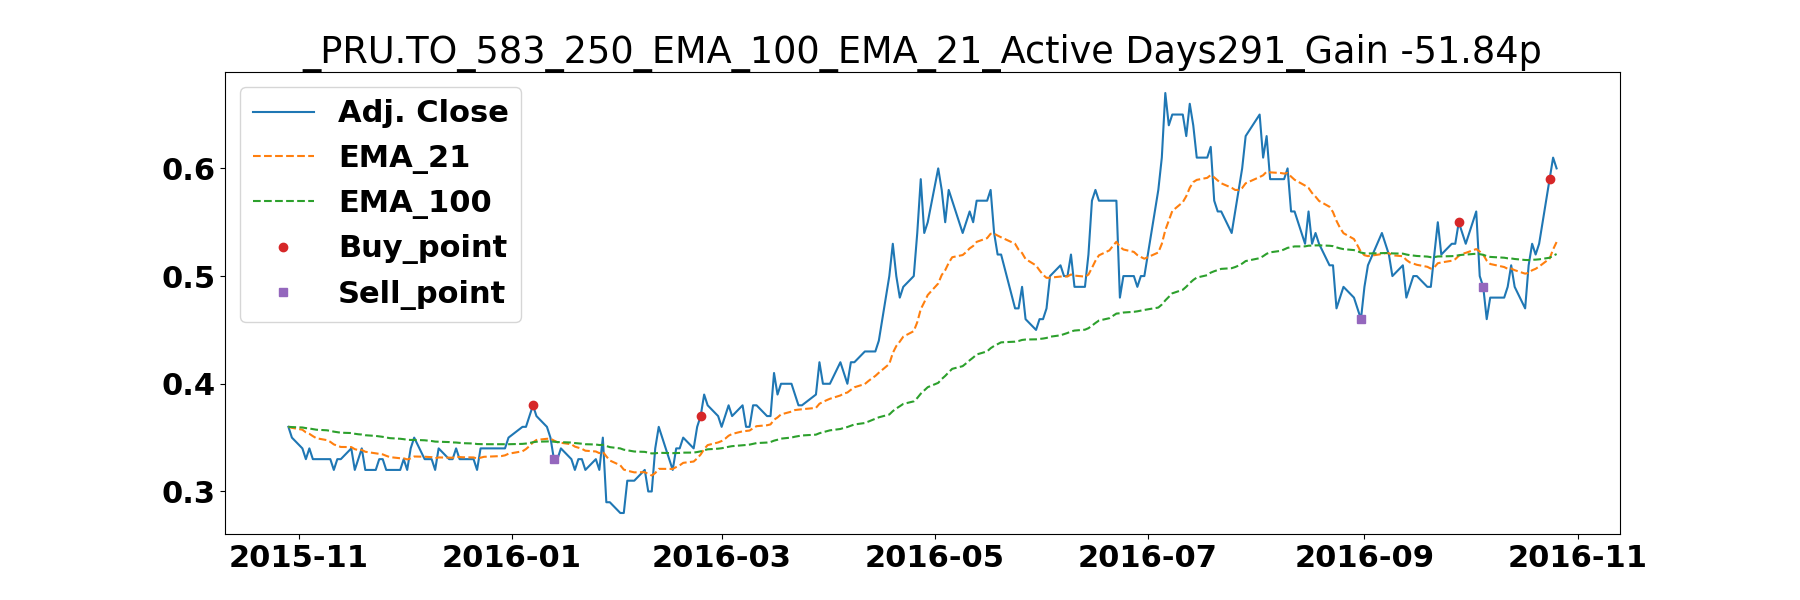 _PRU.TO_583_250_EMA_100_EMA_21_Active Days291_Gain -51.84p
Adj. Close
EMA_21
EMA_100
Buy_point
Sell_point
0.6
0.5
0.4
0.3
2015-11 2016-01 2016-03 2016-05 2016-07 2016-09 2016-11